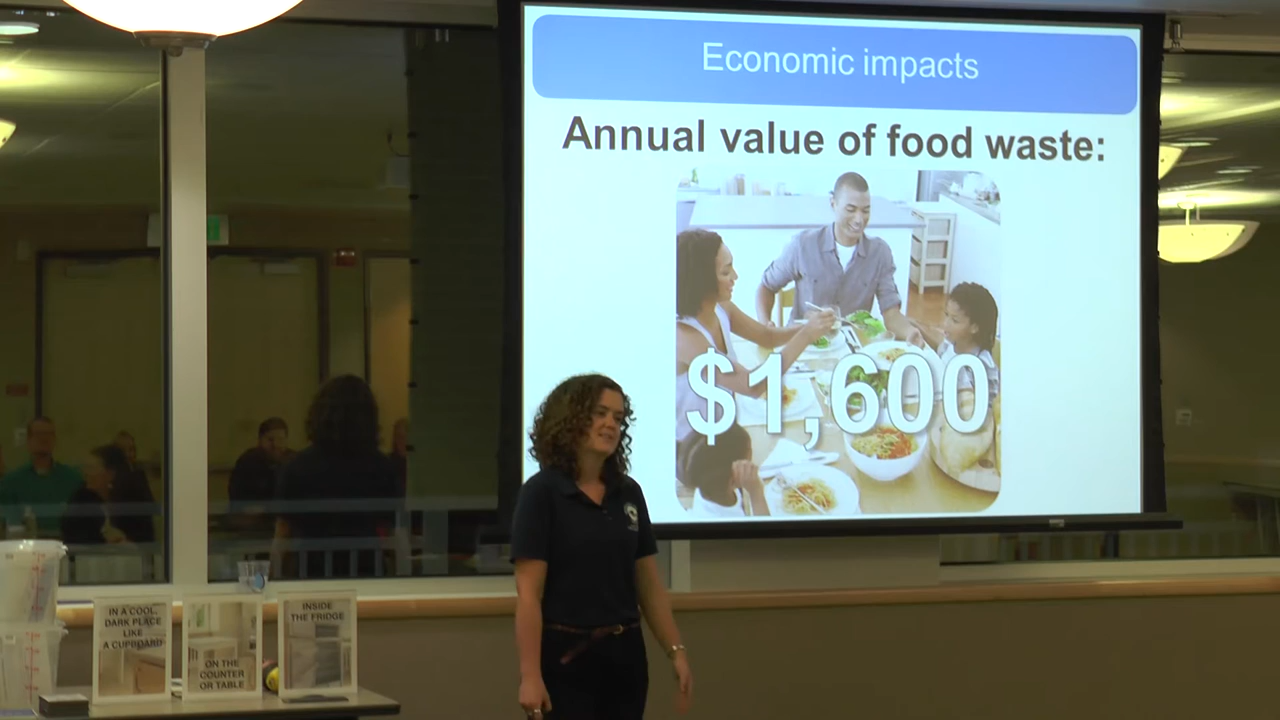 Economic impacts
Annual value of food waste:
$1,600
IN A COOL,
DARK PLACE
LIKE
A CUPBOARD
ON THE
COUNTER
OR TABLE
INSIDE
THE FRIDGE